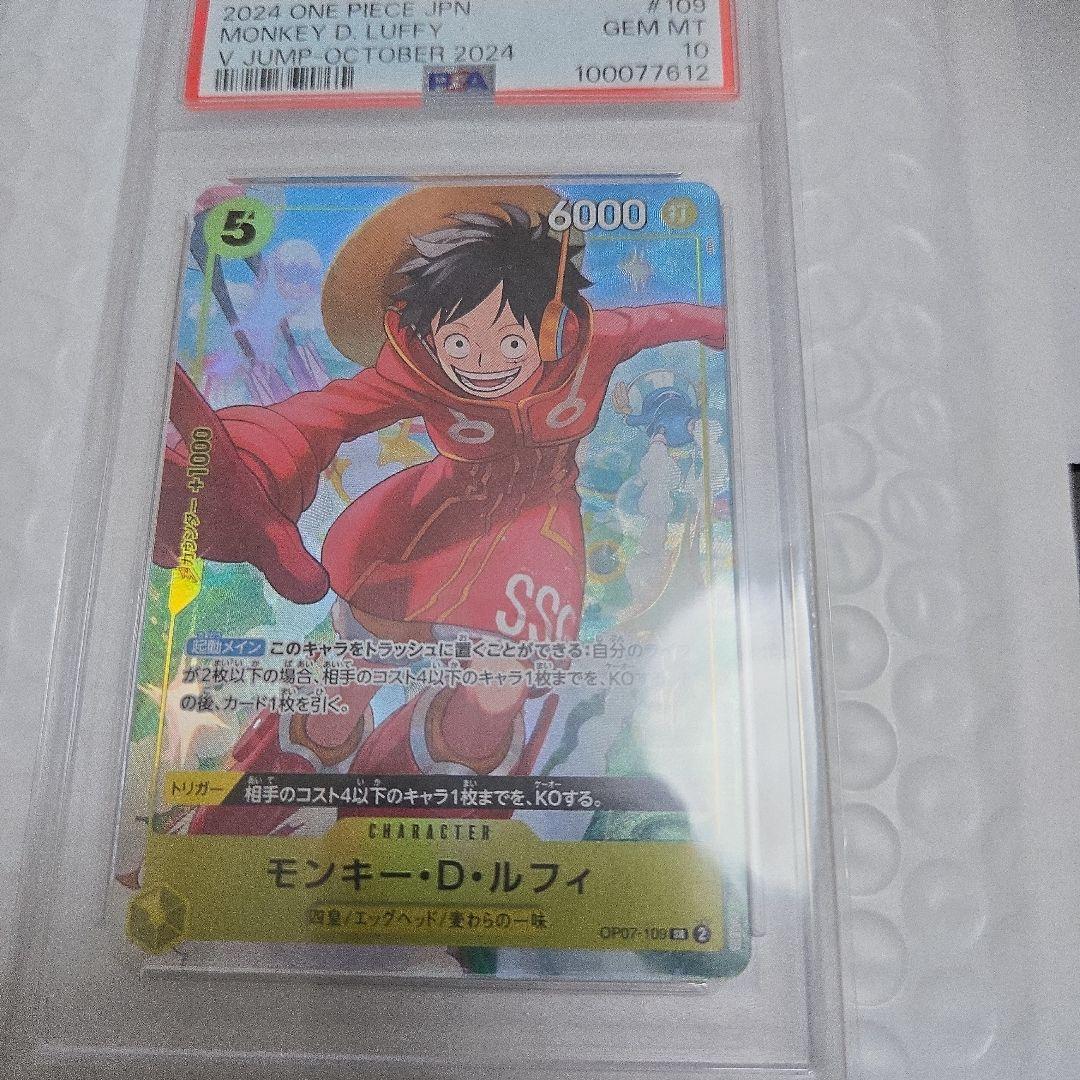 2024 ONE PIECE JPN #109
MONKEY D. LUFFY GEM MT
V JUMP-OCTOBER 2024 10
PSA 100077612
5
6000 打
カウンター +1000
SSG
起動メイン このキャラをトラッシュに置くことができる:自分の
が2枚以下の場合、相手のコスト4以下のキャラ1枚までを、KO
の後、カード1枚を引く。
トリガー 相手のコスト4以下のキャラ1枚までを、KOする。
CHARACTER
モンキー・D・ルフィ
四皇/エッグヘッド/麦わらの一味
OP07-109 SR 2